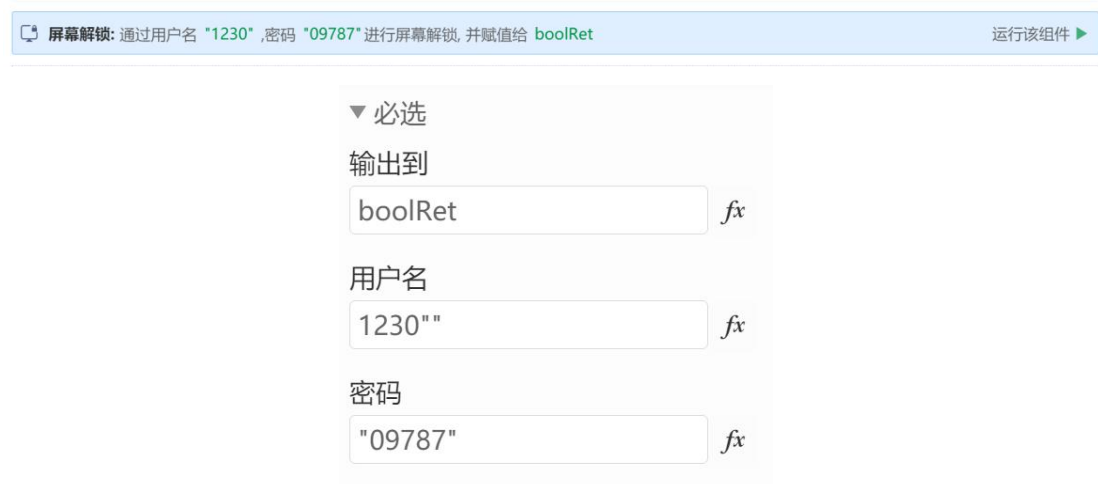 屏幕解锁: 通过用户名 "1230" ,密码 "09787" 进行屏幕解锁, 并赋值给 boolRet 运行该组件
必选
输出到
boolRet fx
用户名
1230"" fx
密码
"09787" fx